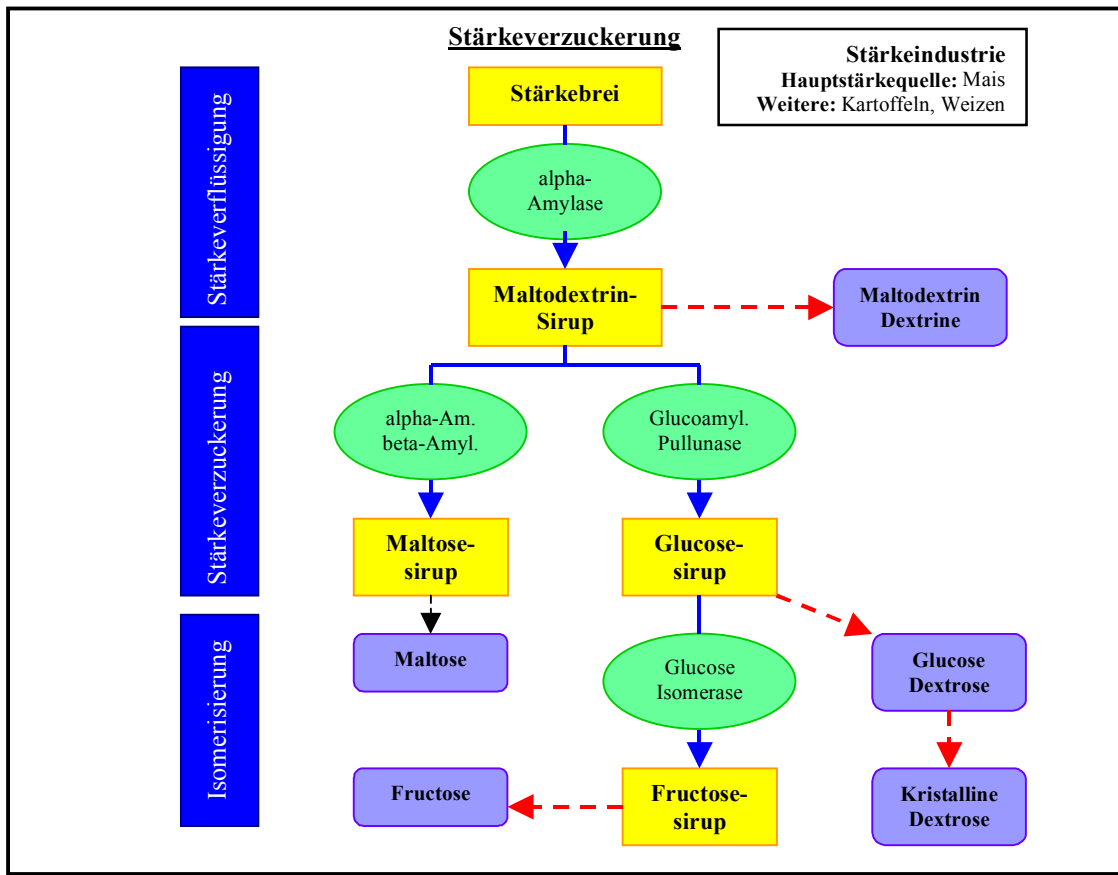 Stärkeverzuckerung
Stärkeindustrie
Hauptstärkequelle: Mais
Weitere: Kartoffeln, Weizen
Stärkeverflüssigung
Stärkebrei
alpha-
Amylase
Maltodextrin-
Sirup
Maltodextrin
Dextrine
Stärkeverzuckerung
alpha-Am.
beta-Amyl.
Glucoamyl.
Pullunase
Maltose-
sirup
Glucose-
sirup
Isomerisierung
Maltose
Glucose
Isomerase
Glucose
Dextrose
Fructose
Fructose-
sirup
Kristalline
Dextrose